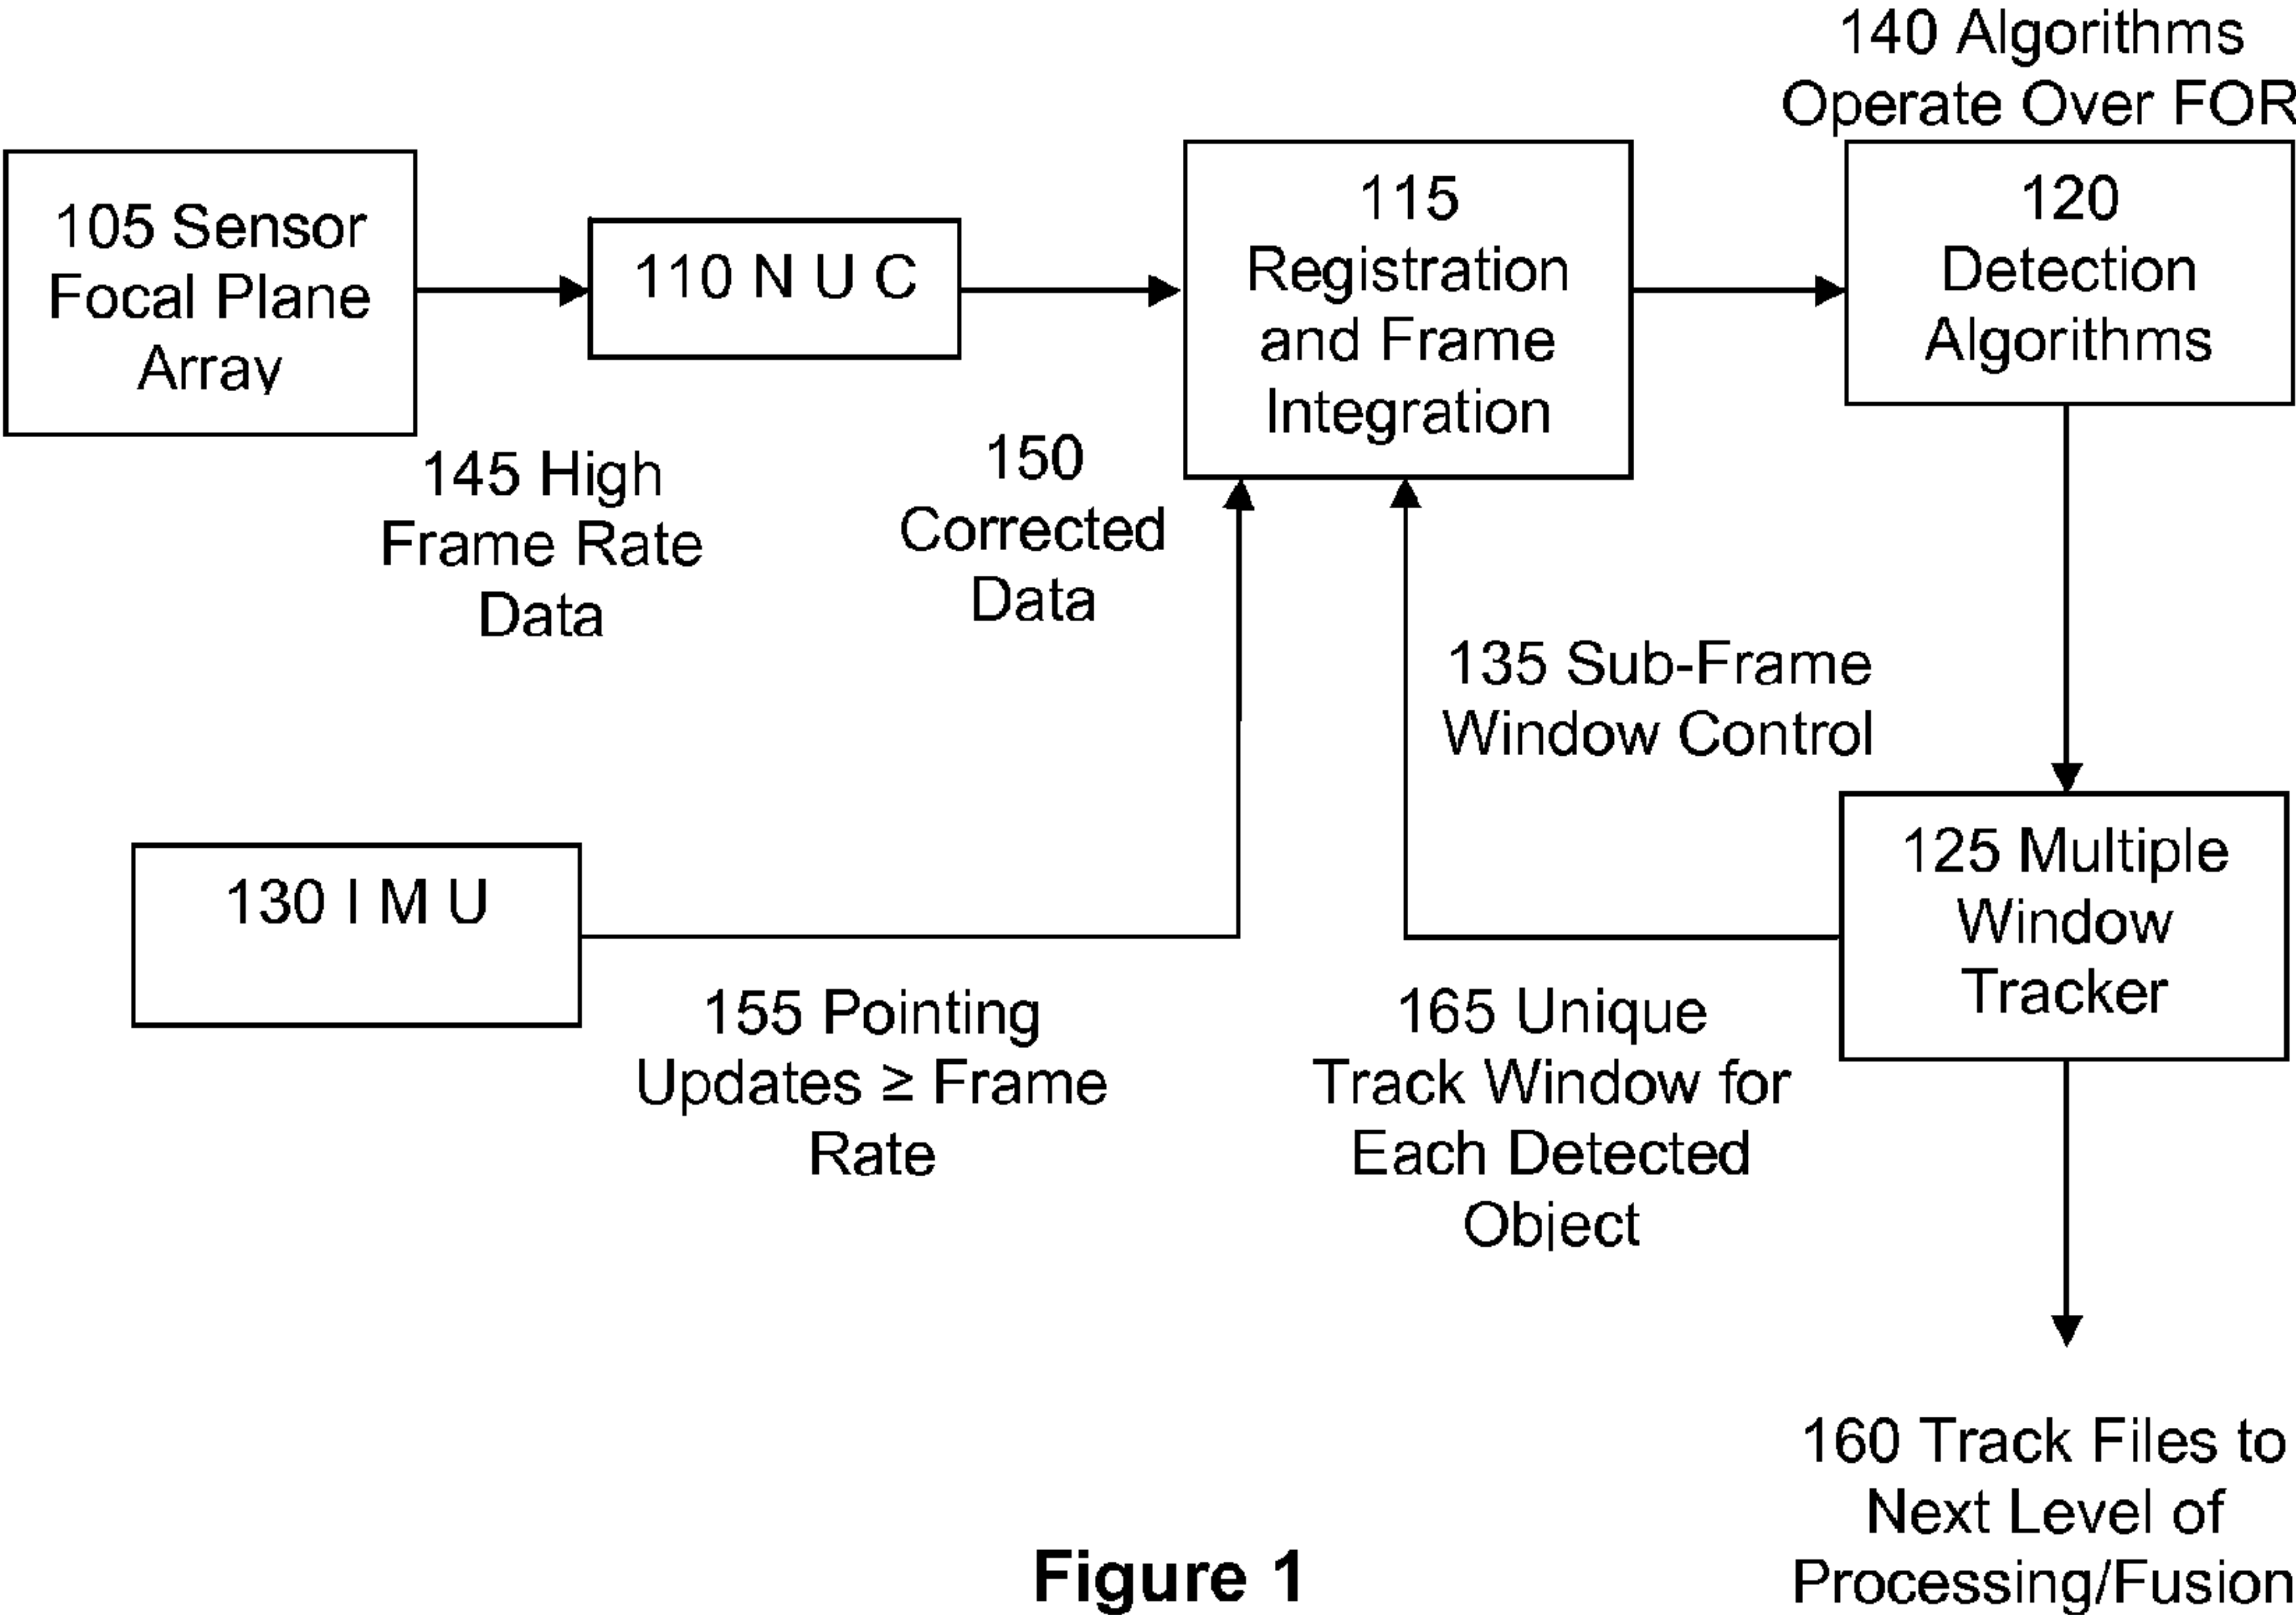 140 Algorithms
Operate Over FOR
105 Sensor
Focal Plane
Array
110 N U C
115
Registration
and Frame
Integration
120
Detection
Algorithms
145 High
Frame Rate
Data
150
Corrected
Data
135 Sub-Frame
Window Control
130 I M U
125 Multiple
Window
Tracker
155 Pointing
Updates ≥ Frame
Rate
165 Unique
Track Window for
Each Detected
Object
160 Track Files to
Next Level of
Processing/Fusion
Figure 1